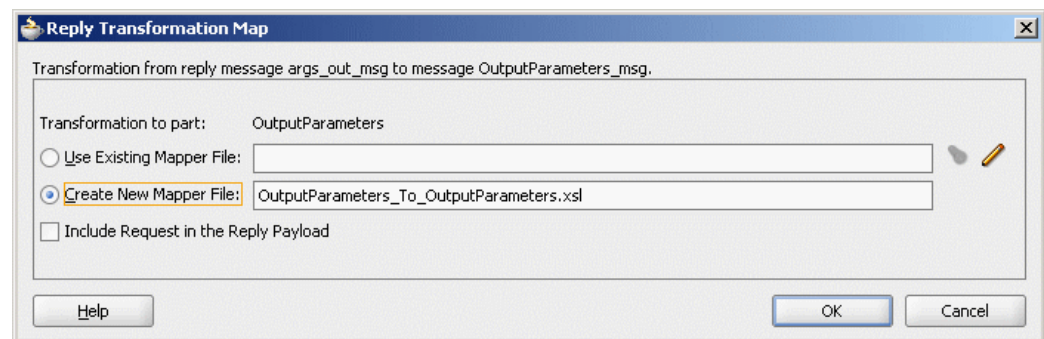 Reply Transformation Map
Transformation from reply message args_out_msg to message OutputParameters_msg.
Transformation to part: OutputParameters
Use Existing Mapper File:
Create New Mapper File: OutputParameters_To_OutputParameters.xsl
Include Request in the Reply Payload
Help OK Cancel